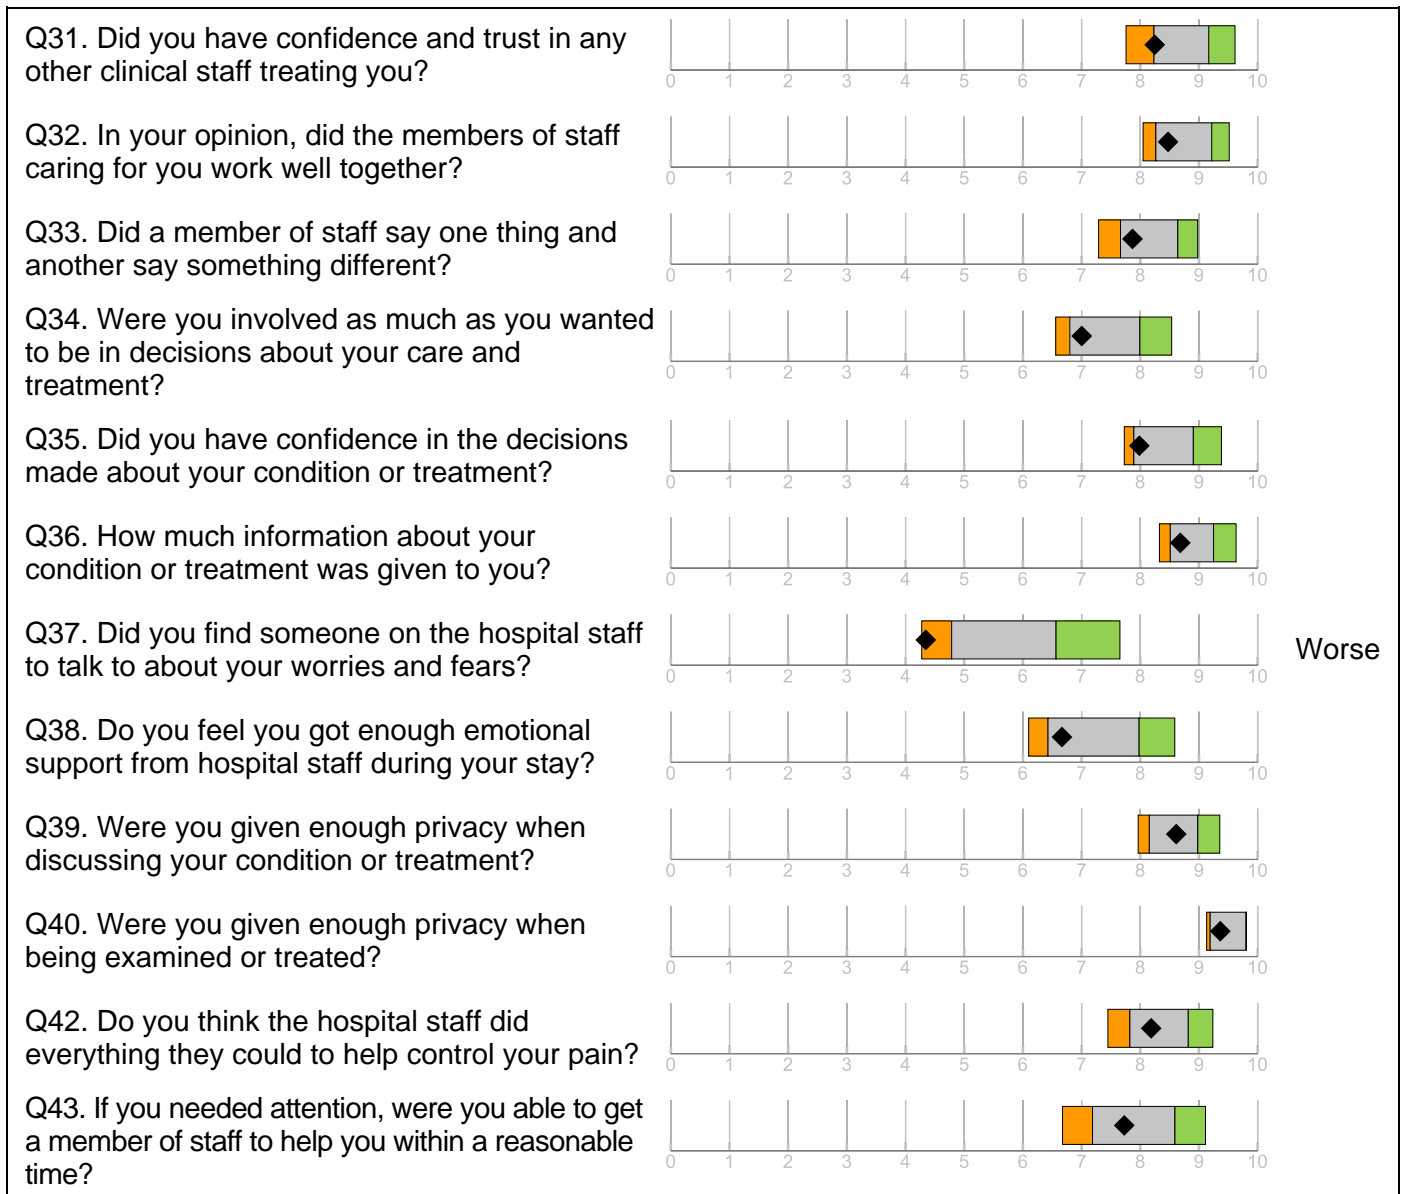 Q31. Did you have confidence and trust in any
other clinical staff treating you?
0 1 2 3 4 5 6 7 8 9 10
Q32. In your opinion, did the members of staff
caring for you work well together?
0 1 2 3 4 5 6 7 8 9 10
Q33. Did a member of staff say one thing and
another say something different?
0 1 2 3 4 5 6 7 8 9 10
Q34. Were you involved as much as you wanted
to be in decisions about your care and
treatment?
0 1 2 3 4 5 6 7 8 9 10
Q35. Did you have confidence in the decisions
made about your condition or treatment?
0 1 2 3 4 5 6 7 8 9 10
Q36. How much information about your
condition or treatment was given to you?
0 1 2 3 4 5 6 7 8 9 10
Q37. Did you find someone on the hospital staff
to talk to about your worries and fears?
0 1 2 3 4 5 6 7 8 9 10
Worse
Q38. Do you feel you got enough emotional
support from hospital staff during your stay?
0 1 2 3 4 5 6 7 8 9 10
Q39. Were you given enough privacy when
discussing your condition or treatment?
0 1 2 3 4 5 6 7 8 9 10
Q40. Were you given enough privacy when
being examined or treated?
0 1 2 3 4 5 6 7 8 9 10
Q42. Do you think the hospital staff did
everything they could to help control your pain?
0 1 2 3 4 5 6 7 8 9 10
Q43. If you needed attention, were you able to get
a member of staff to help you within a reasonable
time?
0 1 2 3 4 5 6 7 8 9 10